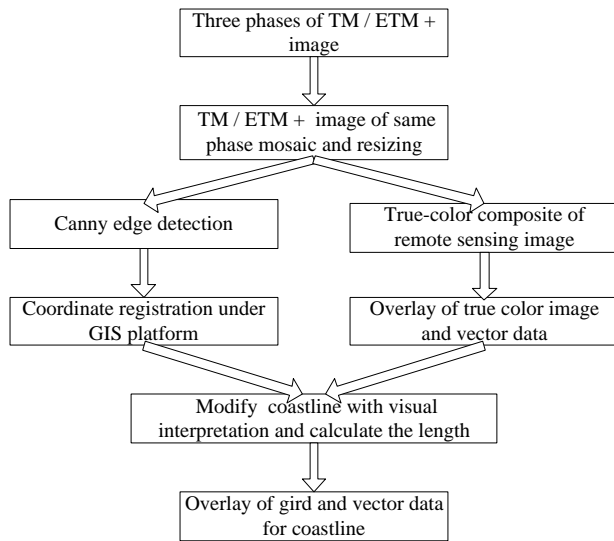 Three phases of TM / ETM +
image
TM / ETM + image of same
phase mosaic and resizing
Canny edge detection
True-color composite of
remote sensing image
Coordinate registration under
GIS platform
Overlay of true color image
and vector data
Modify coastline with visual
interpretation and calculate the length
Overlay of gird and vector data
for coastline